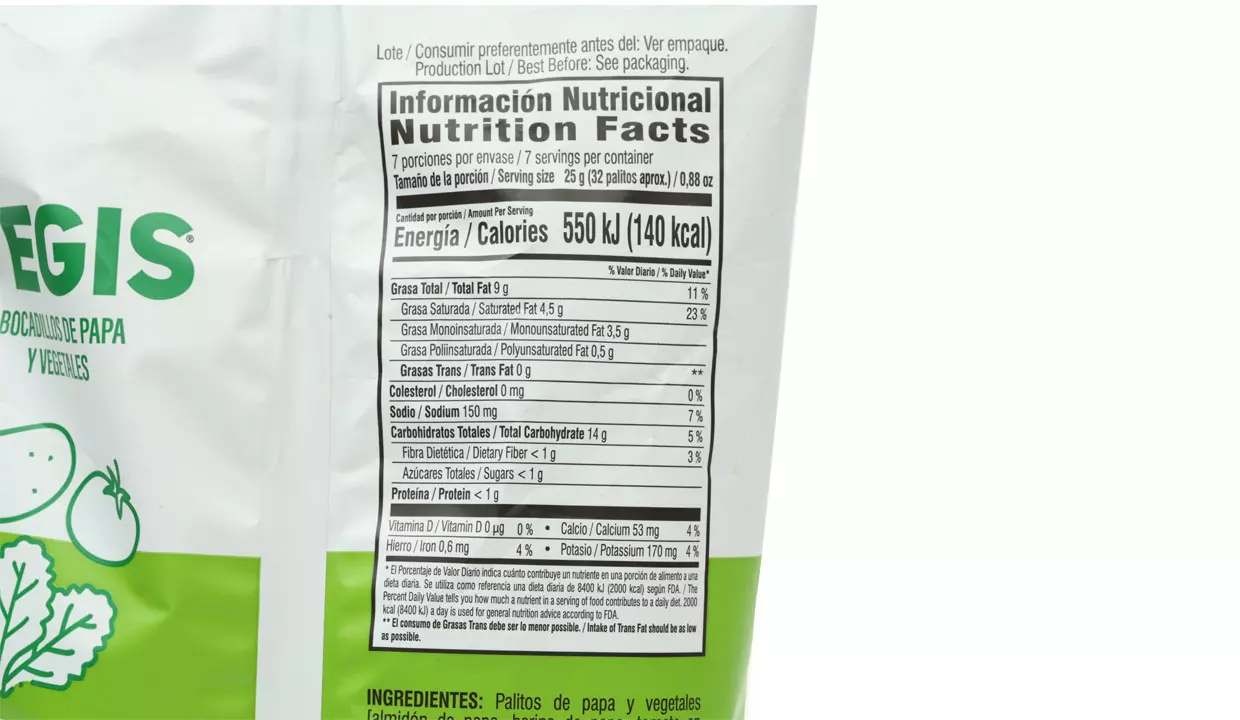 EGIS®
BOCADILLOS DE PAPA
Y VEGETALES
Lote / Consumir preferentemente antes del: Ver empaque.
Production Lot / Best Before: See packaging.
Información Nutricional
Nutrition Facts
7 porciones por envase / 7 servings per container
Tamaño de la porción / Serving size 25 g (32 palitos aprox.) / 0,88 oz
Cantidad por porción / Amount Per Serving
Energía / Calories 550 kJ (140 kcal)
% Valor Diario / % Daily Value*
Grasa Total / Total Fat 9 g 11 %
Grasa Saturada / Saturated Fat 4,5 g 23 %
Grasa Monoinsaturada / Monounsaturated Fat 3,5 g
Grasa Poliinsaturada / Polyunsaturated Fat 0,5 g
Grasas Trans / Trans Fat 0 g **
Colesterol / Cholesterol 0 mg 0 %
Sodio / Sodium 150 mg 7 %
Carbohidratos Totales / Total Carbohydrate 14 g 5 %
Fibra Dietética / Dietary Fiber < 1 g 3 %
Azúcares Totales / Sugars < 1 g
Proteína / Protein < 1 g
Vitamina D / Vitamin D 0 µg 0 % • Calcio / Calcium 53 mg 4 %
Hierro / Iron 0,6 mg 4 % • Potasio / Potassium 170 mg 4 %
* El Porcentaje de Valor Diario indica cuánto contribuye un nutriente en una porción de alimento a una
dieta diaria. Se utiliza como referencia una dieta diaria de 8400 kJ (2000 kcal) según FDA. / The
Percent Daily Value tells you how much a nutrient in a serving of food contributes to a daily diet. 2000
kcal (8400 kJ) a day is used for general nutrition advice according to FDA.
** El consumo de Grasas Trans debe ser lo menor posible. / Intake of Trans Fat should be as low
as possible.
INGREDIENTES: Palitos de papa y vegetales
[almidón de papa, harina de papa, tomate en